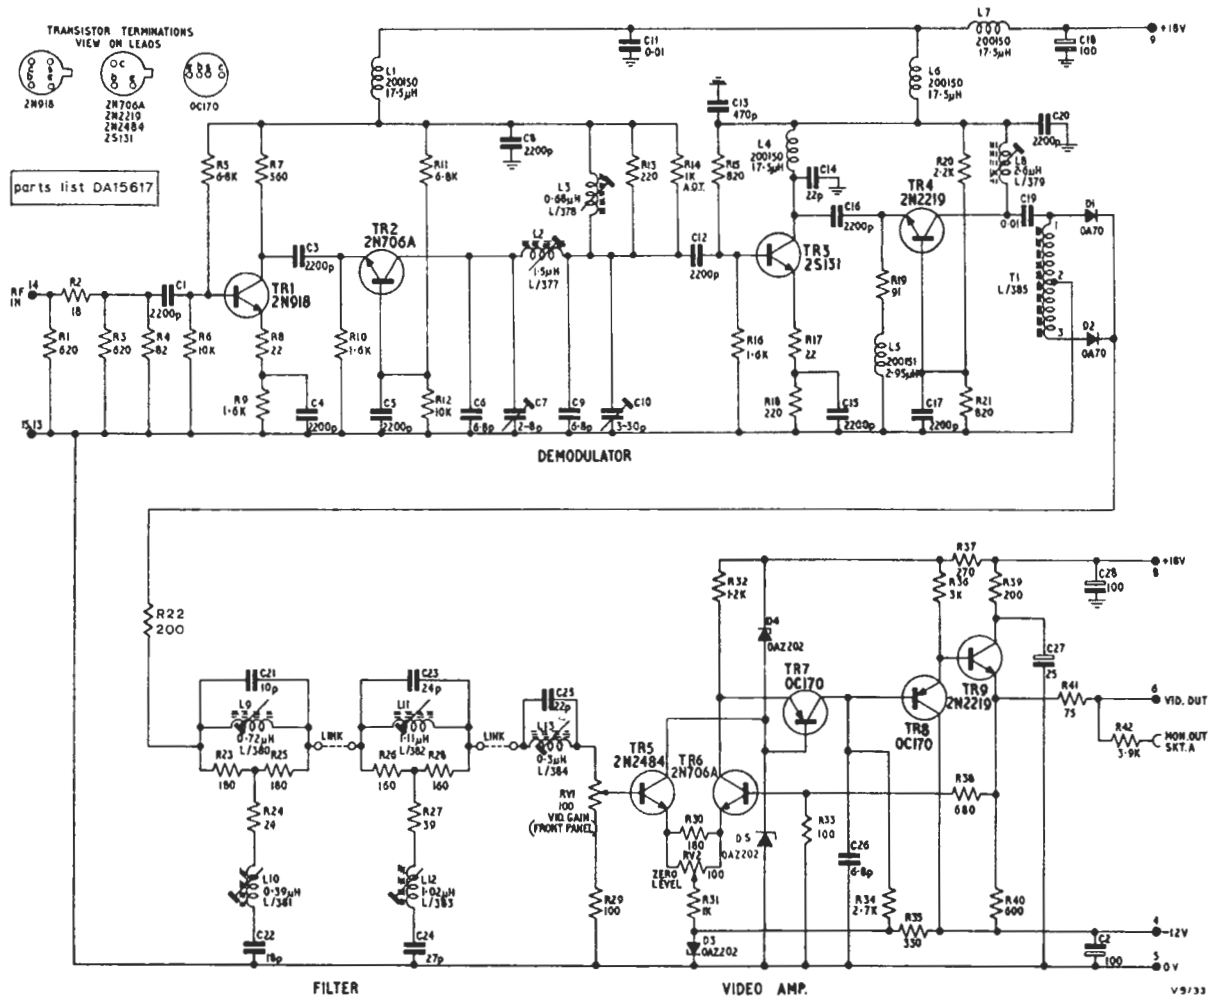 TRANSISTOR TERMINATIONS
VIEW ON LEADS
c
b
e
s
c
b
e
e b s c
2N918
2N706A
2N2219
2N2484
2S131
OC170
parts list DA15617
L7
200150
17·5μH
C18
100
+18V
9
C11
0·01
L1
200150
17·5μH
L6
200150
17·5μH
C13
470p
C20
2200p
R5
6·8K
R7
560
R11
6·8K
C8
2200p
L3
0·68μH
L/378
R13
220
R14
1K
A.O.T.
R15
820
L4
200150
17·5μH
C14
22p
R20
2·2K
L8
2·6μH
L/379
TR4
2N2219
C16
2200p
C19
0·01
D1
OA70
TR2
2N706A
C3
2200p
L2
1·5μH
L/377
C12
2200p
TR3
2S131
R19
91
1
T1
L/385
2
3
D2
OA70
RF
IN
14
R2
18
C1
2200p
TR1
2N918
R1
620
R3
620
R4
82
R6
10K
R8
22
R10
1·6K
R16
1·6K
R17
22
L5
200151
2·95μH
R9
1·6K
C4
2200p
C5
2200p
R12
10K
C6
6·8p
C7
2-8p
C9
6·8p
C10
3-30p
R18
220
C15
2200p
C17
2200p
R21
820
15,13
DEMODULATOR
R22
200
R32
1·2K
R37
270
R36
3K
R39
200
C28
100
+18V
8
D4
OAZ202
TR7
OC170
TR9
2N2219
C27
25
TR8
OC170
R41
75
6
VID. OUT
R42
3·9K
MON. OUT
SKT. A
C21
10p
L9
0·72μH
L/380
R23
180
R25
180
LINK
C23
24p
L11
1·11μH
L/382
R26
160
R28
160
LINK
C25
22p
L13
0·3μH
L/384
TR5
2N2484
TR6
2N706A
RV1
100
VID. GAIN
(FRONT PANEL)
R24
24
R27
39
R30
180
RV2
100
ZERO
LEVEL
D5
OAZ202
R33
100
R38
680
C26
6·8p
L10
0·39μH
L/381
L12
1·02μH
L/383
R29
100
R31
1K
R34
2·7K
R35
330
R40
600
D3
OAZ202
4
-12V
C22
18p
C24
27p
C2
100
5
0V
FILTER
VIDEO AMP.
V9/33